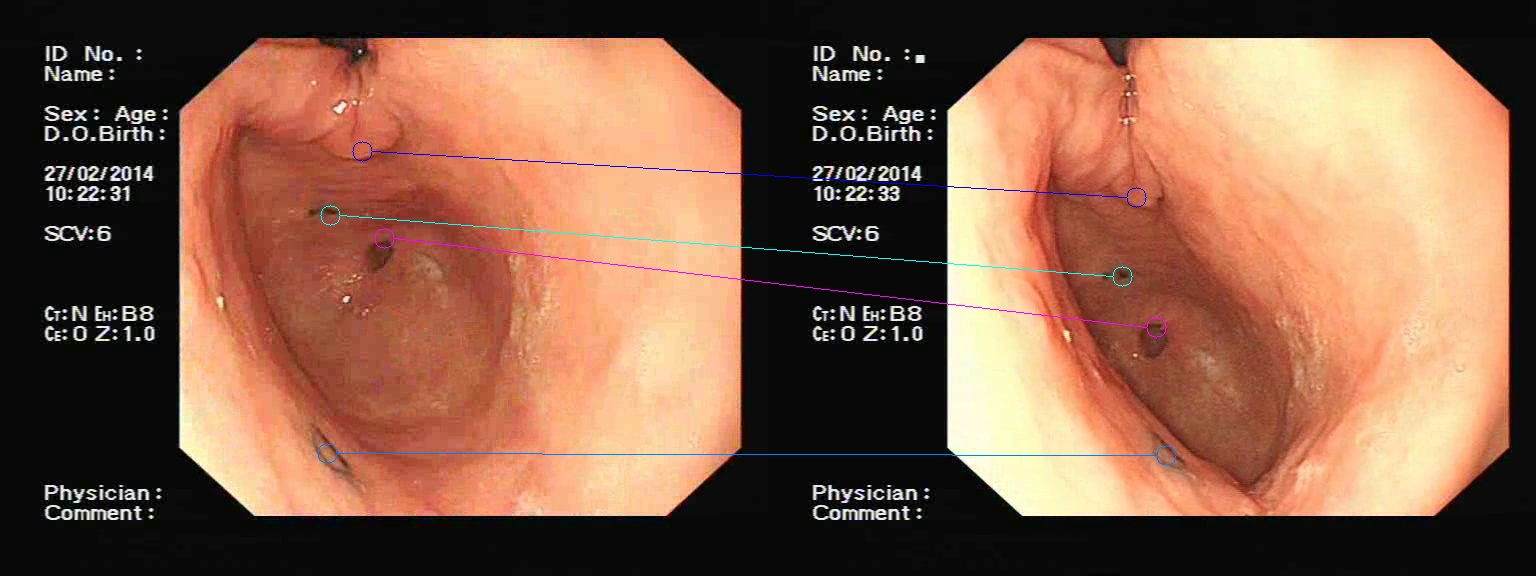 ID No. :
Name:
Sex: Age:
D.O.Birth:
27/02/2014
10:22:31
SCV:6
CT:N EH:B8
CE:0 Z:1.0
Physician:
Comment:
ID No. :
Name:
Sex: Age:
D.O.Birth:
27/02/2014
10:22:33
SCV:6
CT:N EH:B8
CE:0 Z:1.0
Physician:
Comment: